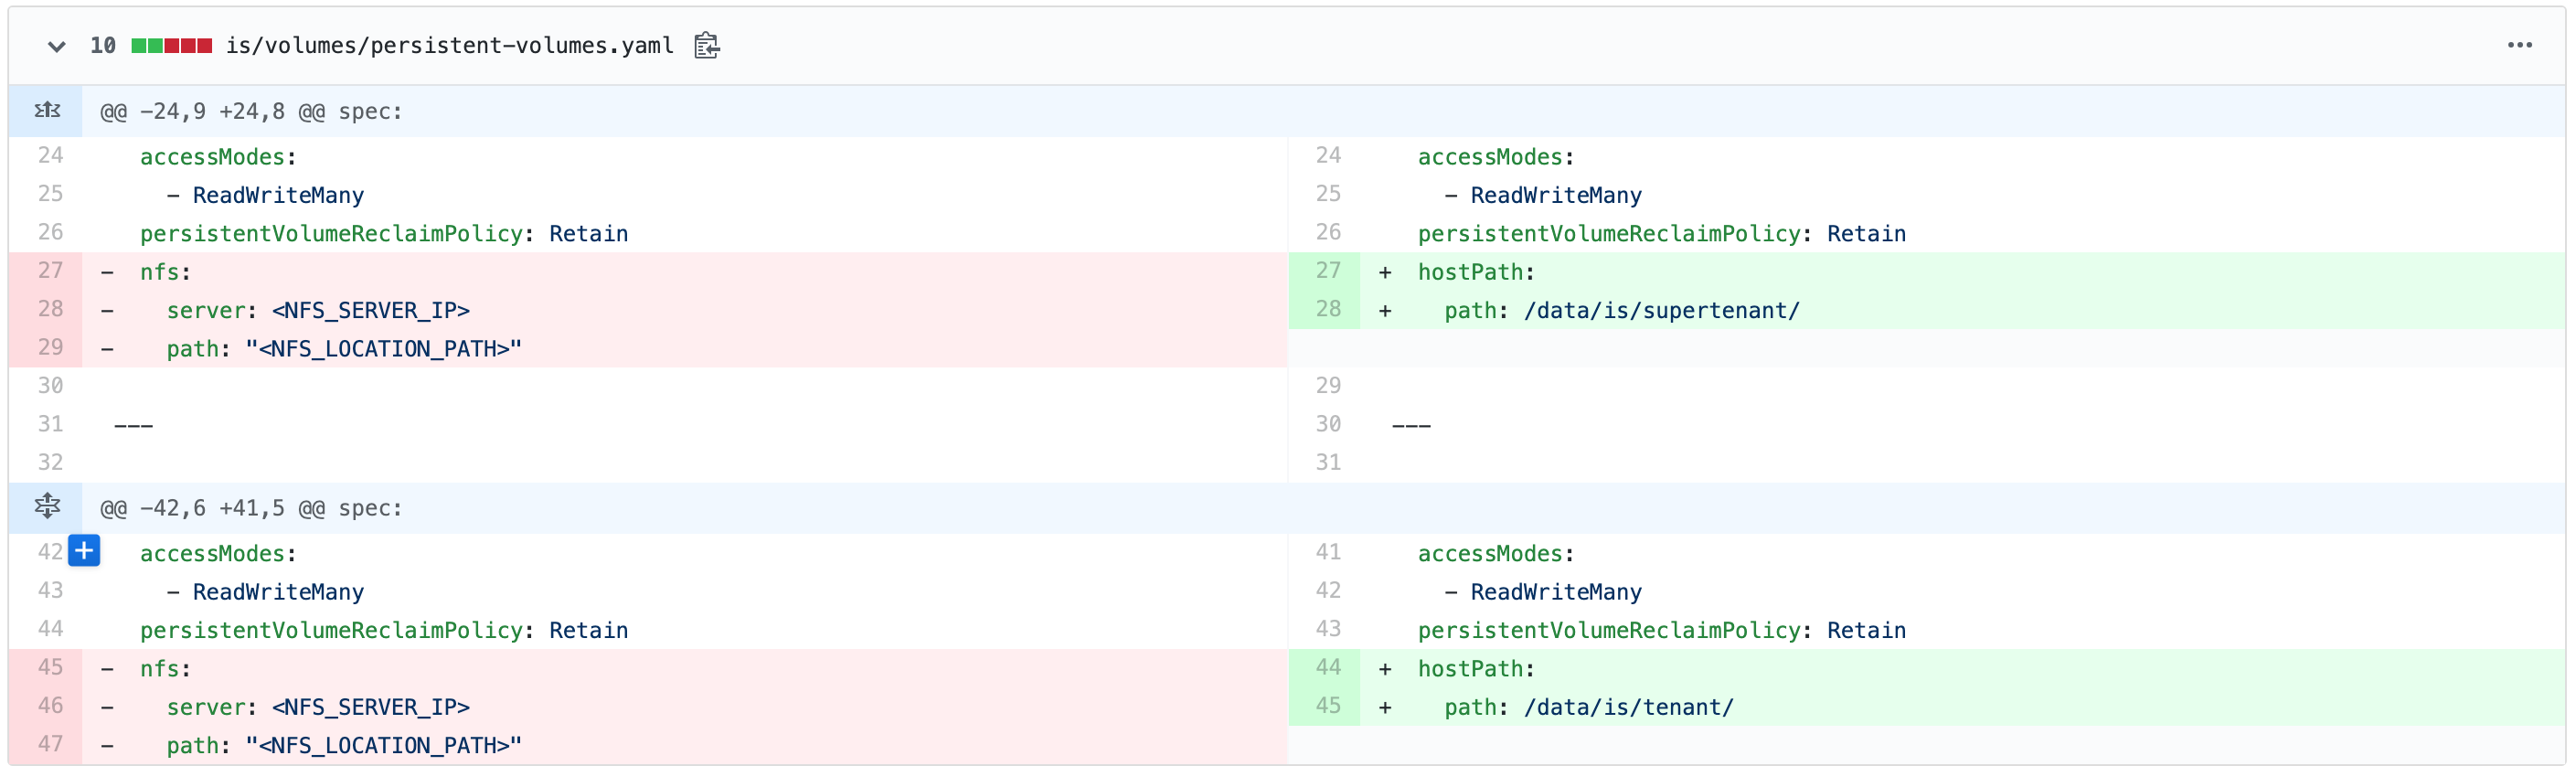 10 is/volumes/persistent-volumes.yaml
@@ -24,9 +24,8 @@ spec:
24 accessModes:
25 - ReadWriteMany
26 persistentVolumeReclaimPolicy: Retain
27 - nfs:
28 - server: <NFS_SERVER_IP>
29 - path: "<NFS_LOCATION_PATH>"
30
31 ---
32
24 accessModes:
25 - ReadWriteMany
26 persistentVolumeReclaimPolicy: Retain
27 + hostPath:
28 + path: /data/is/supertenant/
29
30 ---
31
@@ -42,6 +41,5 @@ spec:
42 accessModes:
43 - ReadWriteMany
44 persistentVolumeReclaimPolicy: Retain
45 - nfs:
46 - server: <NFS_SERVER_IP>
47 - path: "<NFS_LOCATION_PATH>"
41 accessModes:
42 - ReadWriteMany
43 persistentVolumeReclaimPolicy: Retain
44 + hostPath:
45 + path: /data/is/tenant/